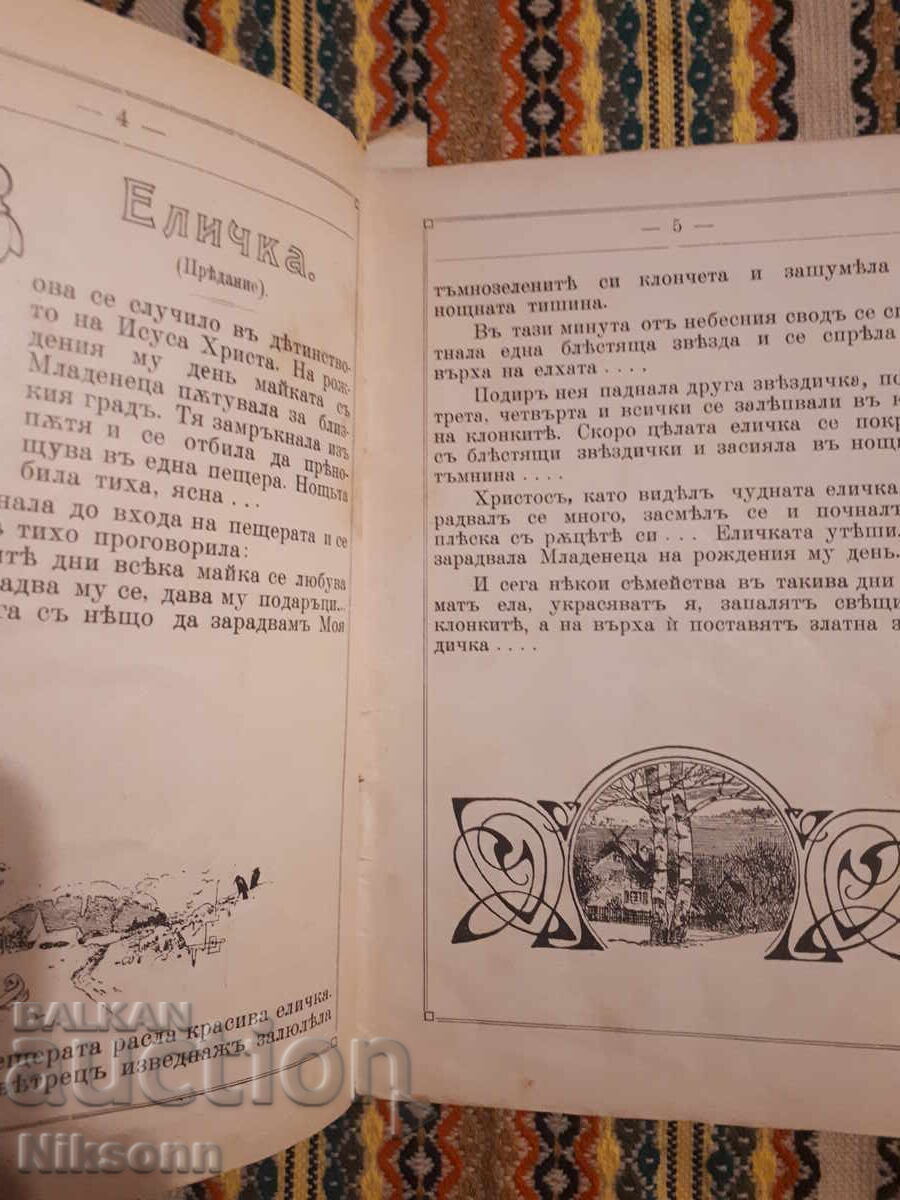 — 4 —
Еличка.
(Прѣдание).
ова се случило въ дѣтинство-
то на Исуса Христа. На рож-
дения му день майката съ
Младенеца пѫтувала за близ-
кия градъ. Тя замръкнала изъ
пѫтя и се отбила да прѣно-
щува въ една пещера. Нощьта
била тиха, ясна ...
нала до входа на пещерата и се
тихо проговорила:
дни всѣка майка се любува
му се, дава му подаръци...
съ нѣщо да зарадвамъ Моя
пещерата расла красива еличка.
вѣтрецъ изведнажъ залюлѣла
— 5 —
тъмнозеленитѣ си клончета и зашумѣла
нощната тишина.
Въ тази минута отъ небесния сводъ се сп
тнала една блѣстяща звѣзда и се спрѣла
върха на елхата ....
Подиръ нея паднала друга звѣздичка, по
трета, четвърта и всички се залѣпвали въ к
на клонкитѣ. Скоро цѣлата еличка се покр
съ блѣстящи звѣздички и засияла въ нощн
тъмнина ....
Христосъ, като видѣлъ чудната еличка
радвалъ се много, засмѣлъ се и почналъ
плѣска съ рѫцѣтѣ си ... Еличката утѣши
зарадвала Младенеца на рождения му день.
И сега нѣкои сѣмейства въ такива дни
матъ ела, украсяватъ я, запалятъ свѣщи
клонкитѣ, а на върха ѝ поставятъ златна з
дичка ....
BALKAN
auction
Niksonn